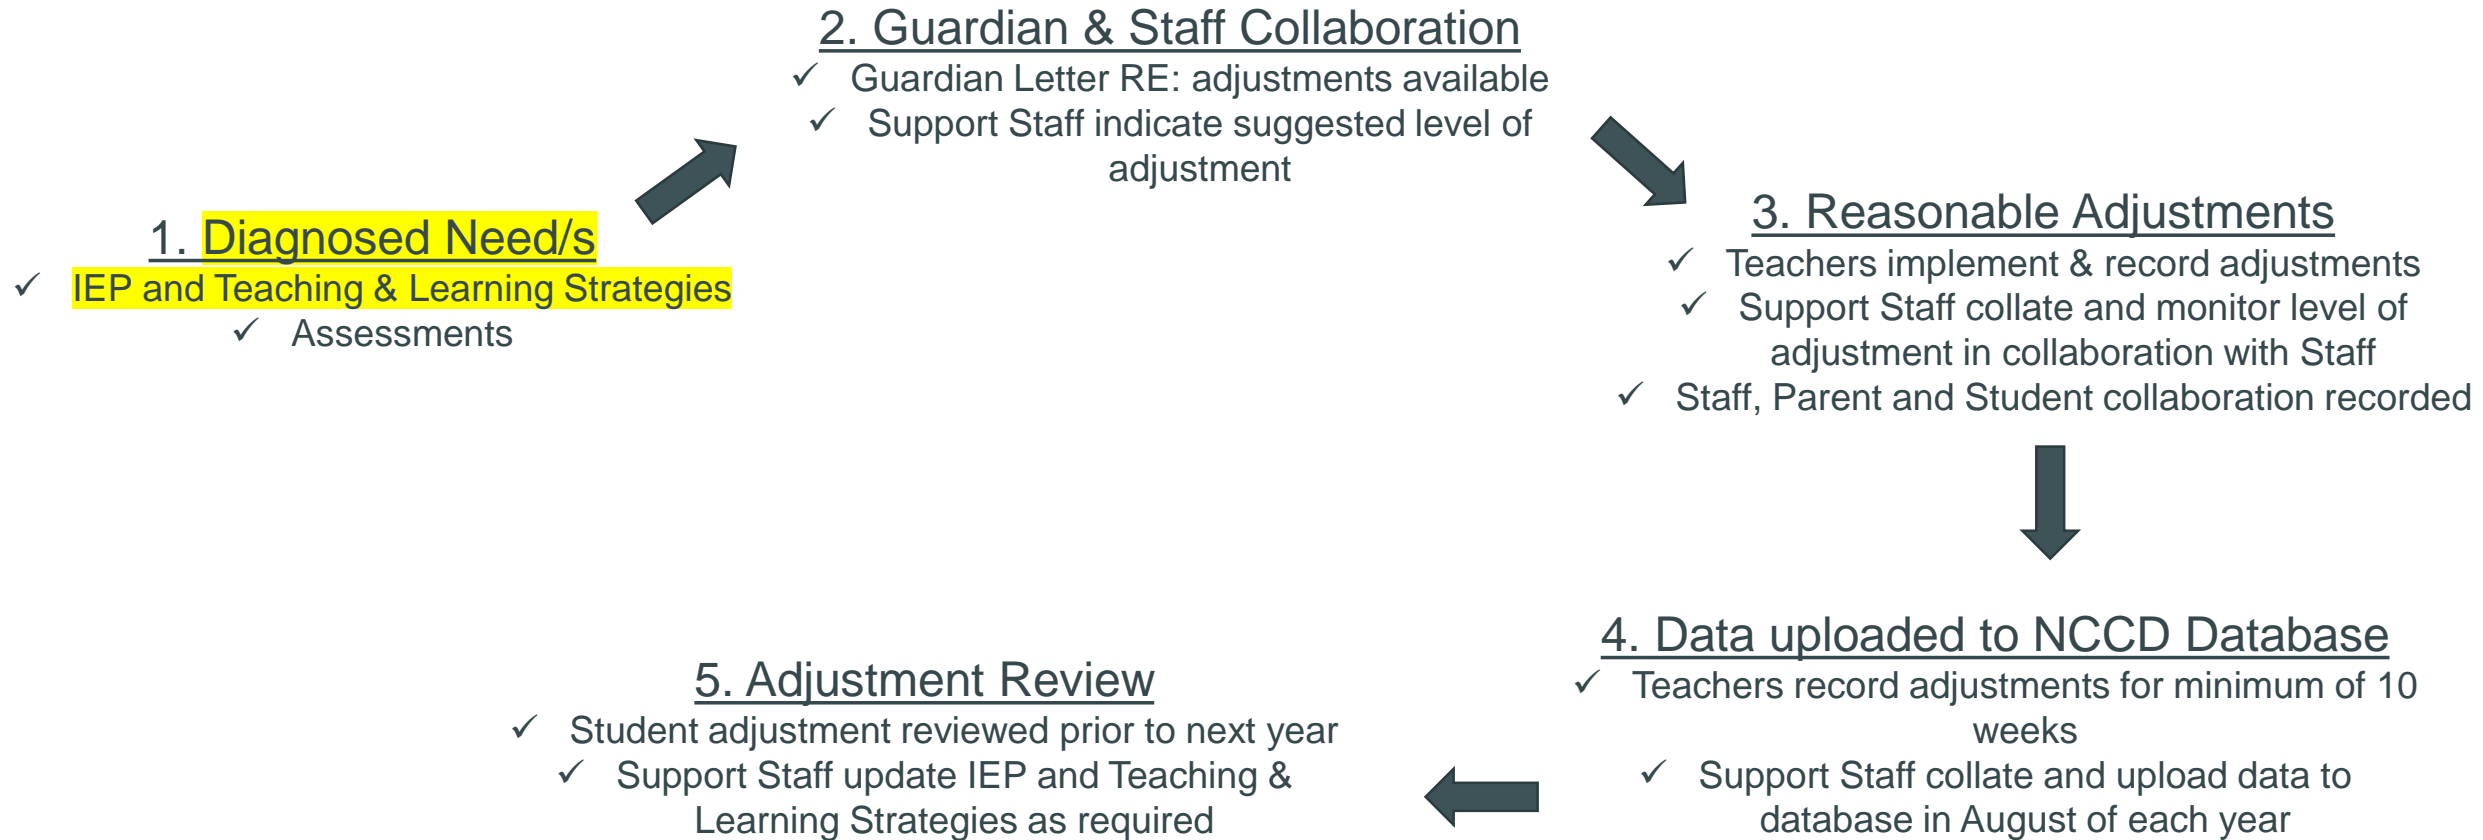 1. Diagnosed Need/s
✓ IEP and Teaching & Learning Strategies
✓ Assessments
2. Guardian & Staff Collaboration
✓ Guardian Letter RE: adjustments available
✓ Support Staff indicate suggested level of
adjustment
3. Reasonable Adjustments
✓ Teachers implement & record adjustments
✓ Support Staff collate and monitor level of
adjustment in collaboration with Staff
✓ Staff, Parent and Student collaboration recorded
4. Data uploaded to NCCD Database
✓ Teachers record adjustments for minimum of 10
weeks
✓ Support Staff collate and upload data to
database in August of each year
5. Adjustment Review
✓ Student adjustment reviewed prior to next year
✓ Support Staff update IEP and Teaching &
Learning Strategies as required